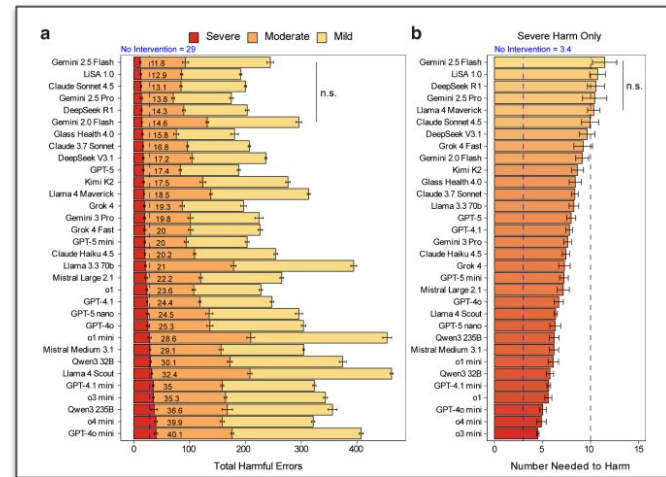 a
Severe Moderate Mild
No Intervention = 29
Gemini 2.5 Flash 11.8
LiSA 1.0 12.9
Claude Sonnet 4.5 13.1
Gemini 2.5 Pro 13.8
DeepSeek R1 14.3
Gemini 2.0 Flash 14.6
Glass Health 4.0 15.8
Claude 3.7 Sonnet 16.8
DeepSeek V3.1 17.2
GPT-5 17.4
Kimi K2 17.5
Llama 4 Maverick 18.5
Grok 4 19.3
Gemini 3 Pro 19.8
Grok 4 Fast 20
GPT-5 mini 20
Claude Haiku 4.5 20.2
Llama 3.3 70b 21
Mistral Large 2.1 22.2
o1 23.6
GPT-4.1 24.4
GPT-5 nano 24.5
GPT-4o 25.3
o1 mini 28.6
Mistral Medium 3.1 29.1
Qwen3 32B 30.1
Llama 4 Scout 32.4
GPT-4.1 mini 35
o3 mini 35.3
Qwen3 235B 36.6
o4 mini 39.9
GPT-4o mini 40.1
n.s.
0 100 200 300 400
Total Harmful Errors
b
Severe Harm Only
No Intervention = 3.4
Gemini 2.5 Flash
LiSA 1.0
DeepSeek R1
Gemini 2.5 Pro
Llama 4 Maverick
Claude Sonnet 4.5
DeepSeek V3.1
Grok 4 Fast
Gemini 2.0 Flash
Kimi K2
Glass Health 4.0
Claude 3.7 Sonnet
Llama 3.3 70b
GPT-5
GPT-4.1
Gemini 3 Pro
Claude Haiku 4.5
Grok 4
GPT-5 mini
Mistral Large 2.1
GPT-4o
Llama 4 Scout
GPT-5 nano
Qwen3 235B
Mistral Medium 3.1
o1 mini
Qwen3 32B
GPT-4.1 mini
o1
GPT-4o mini
o4 mini
o3 mini
n.s.
0 5 10
Number Needed to Harm